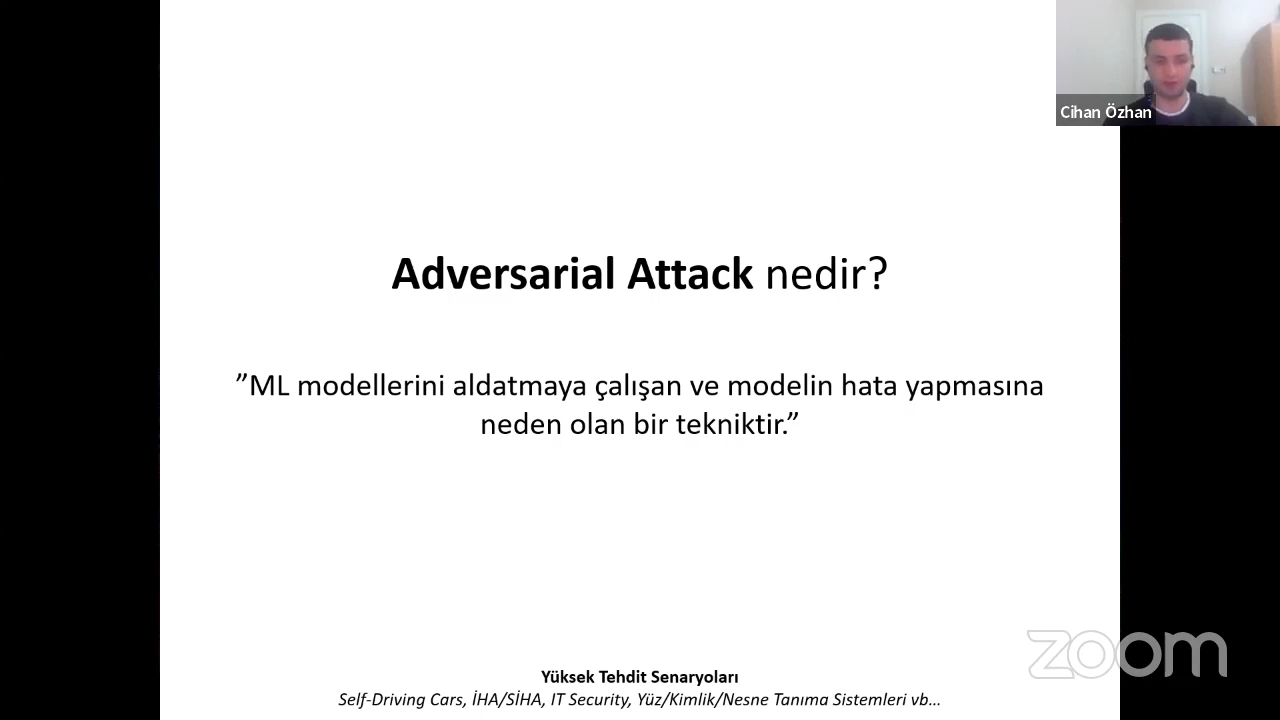 Cihan Özhan
Adversarial Attack nedir?
”ML modellerini aldatmaya çalışan ve modelin hata yapmasına
neden olan bir tekniktir.”
Yüksek Tehdit Senaryoları
Self-Driving Cars, İHA/SİHA, IT Security, Yüz/Kimlik/Nesne Tanıma Sistemleri vb…
zoom